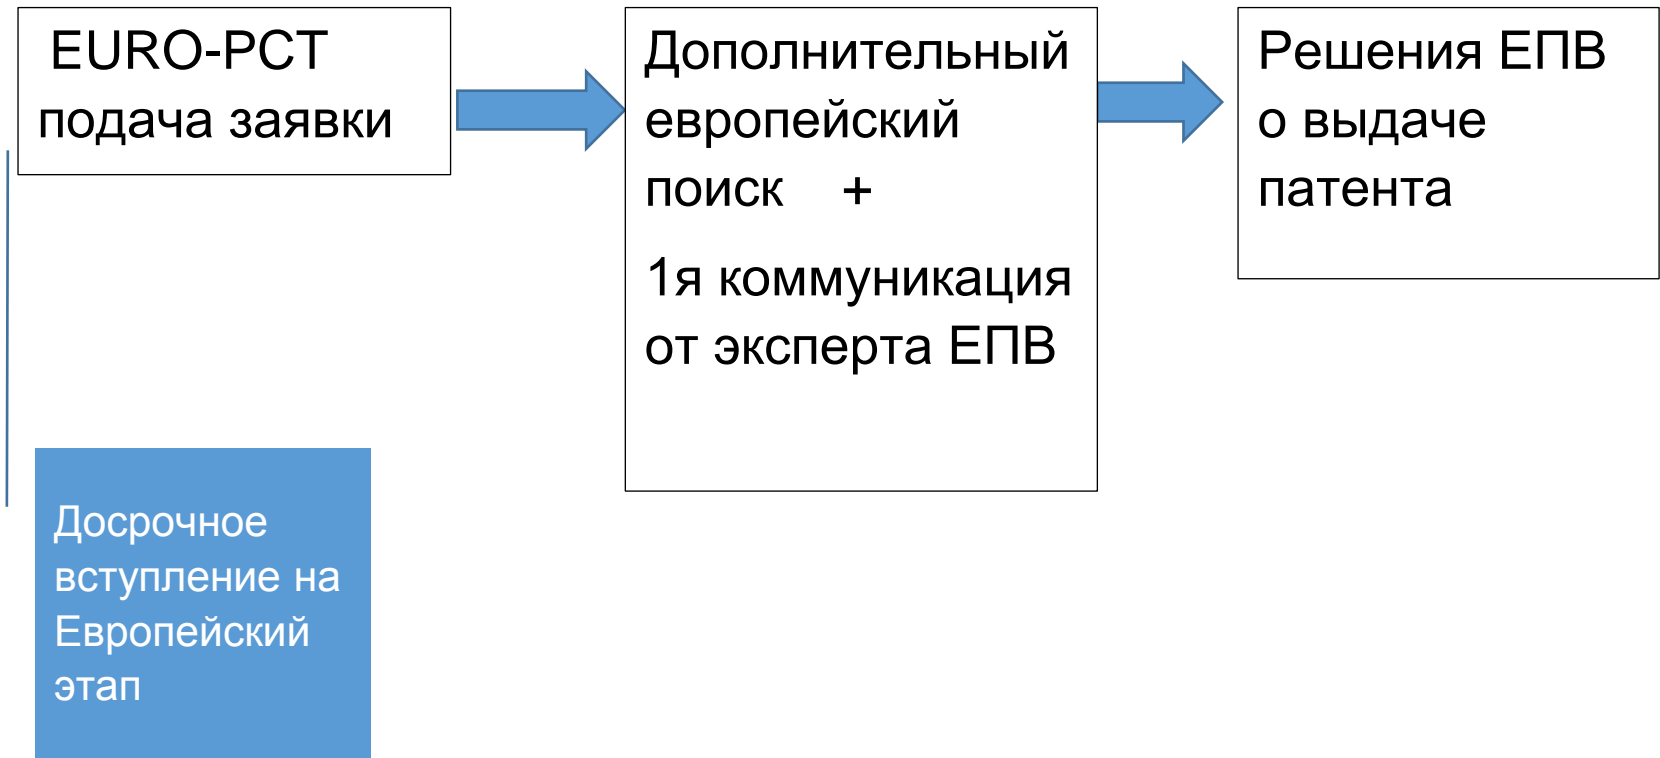 EURO-PCT
подача заявки
Дополнительный
европейский
поиск +
1я коммуникация
от эксперта ЕПВ
Решения ЕПВ
о выдаче
патента
Досрочное
вступление на
Европейский
этап